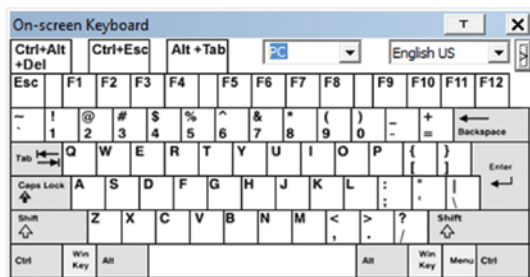 On-screen Keyboard T X
Ctrl+Alt +Del Ctrl+Esc Alt +Tab PC English US
Esc F1 F2 F3 F4 F5 F6 F7 F8 F9 F10 F11 F12
~ ! @ # $ % ^ & * ( ) _ +
` 1 2 3 4 5 6 7 8 9 0 - = Backspace
Tab Q W E R T Y U I O P { }
[ ] Enter
Caps Lock A S D F G H J K L : " |
; ' \
Shift Z X C V B N M < > ? Shift
, . /
Ctrl Win Key Alt Alt Win Key Menu Ctrl